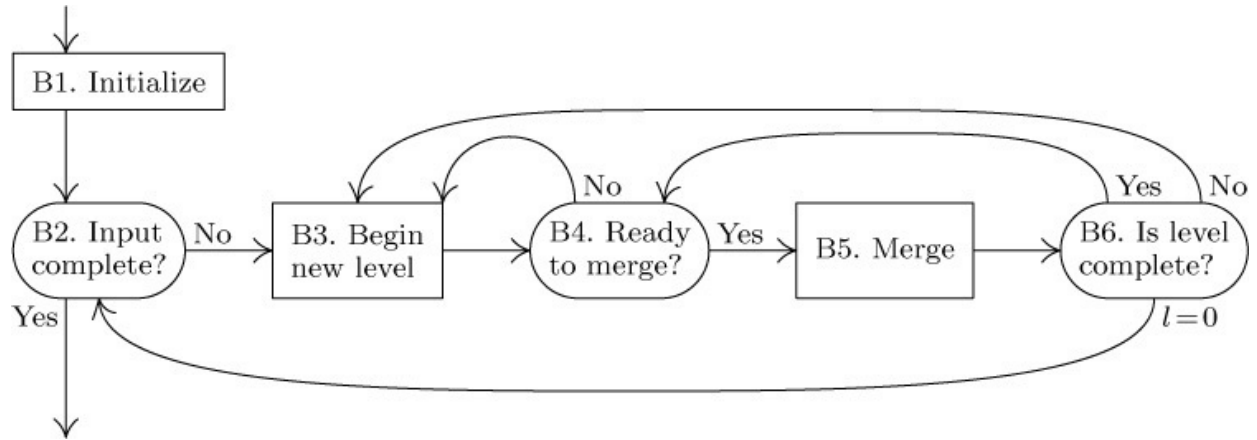 B1. Initialize
No
Yes
No
B2. Input
complete?
No
B3. Begin
new level
B4. Ready
to merge?
Yes
B5. Merge
B6. Is level
complete?
Yes
l=0